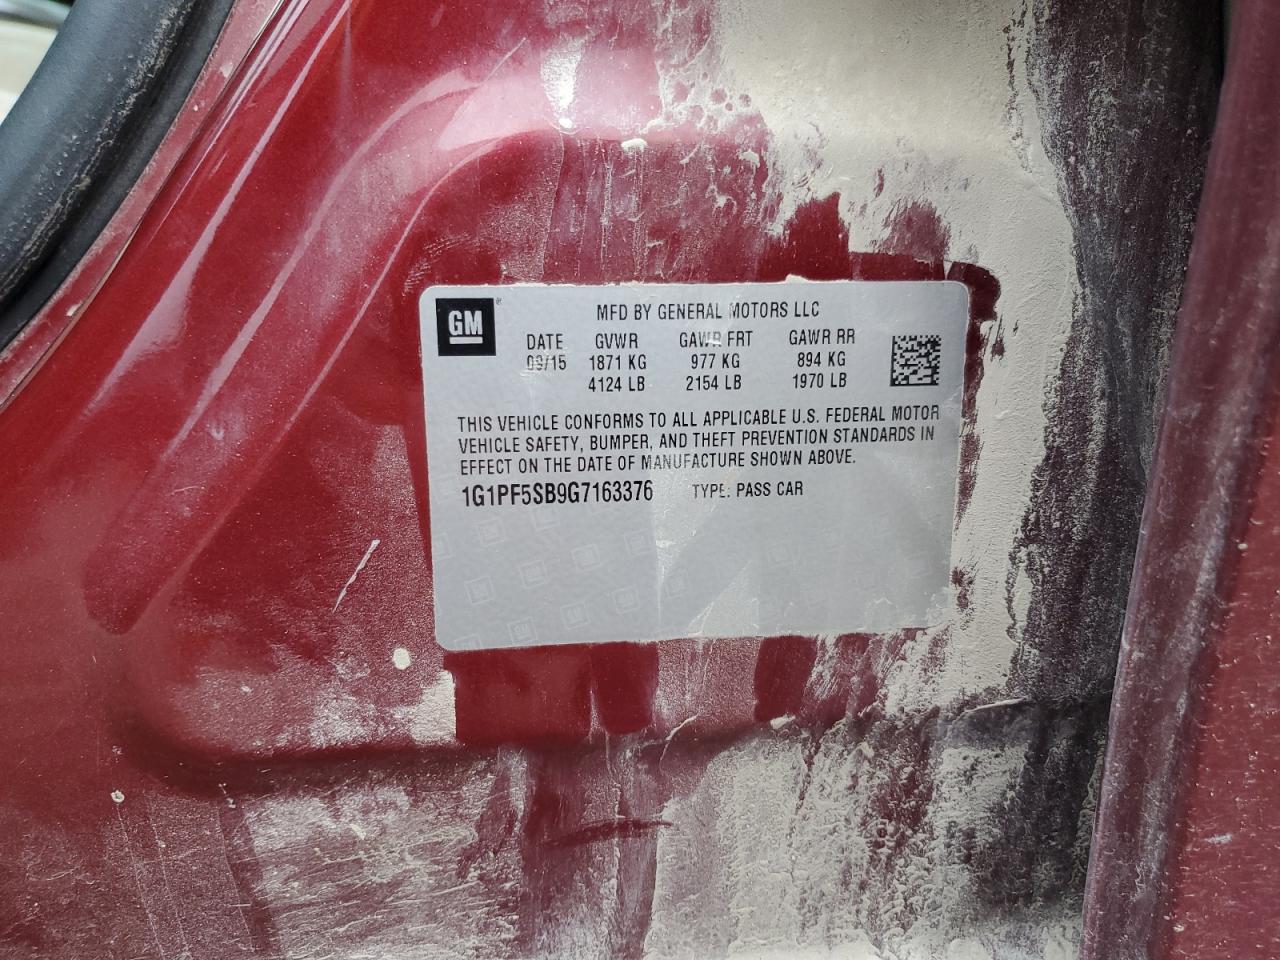 GM
MFD BY GENERAL MOTORS LLC
DATE GVWR GAWR FRT GAWR RR
09/15 1871 KG 977 KG 894 KG
4124 LB 2154 LB 1970 LB
THIS VEHICLE CONFORMS TO ALL APPLICABLE U.S. FEDERAL MOTOR
VEHICLE SAFETY, BUMPER, AND THEFT PREVENTION STANDARDS IN
EFFECT ON THE DATE OF MANUFACTURE SHOWN ABOVE.
1G1PF5SB9G7163376 TYPE: PASS CAR